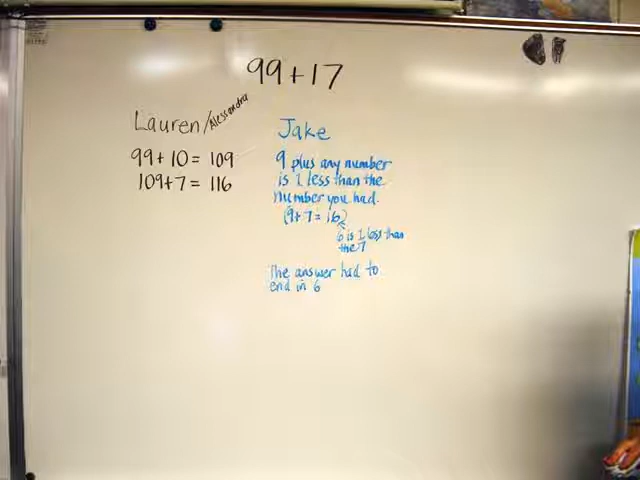 99+17
Lauren/Alessandra
99+10=109
109+7=116
Jake
9 plus any number
is 1 less than the
number you had.
(9+7=16)
6 is 1 less than
the 7
The answer had to
end in 6